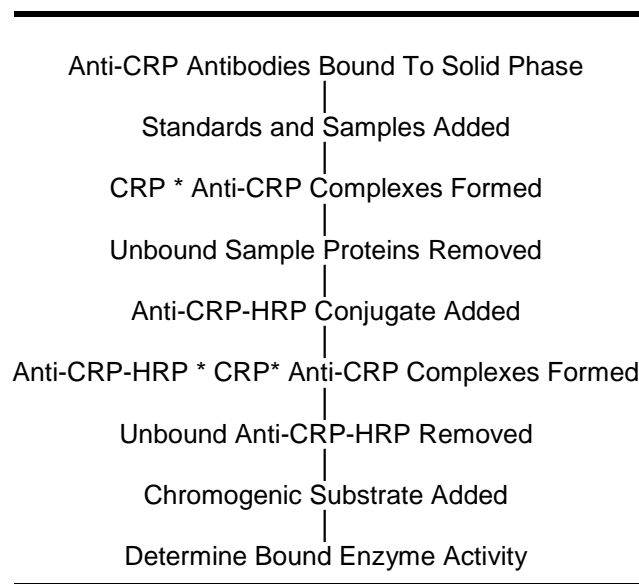 Anti-CRP Antibodies Bound To Solid Phase
Standards and Samples Added
CRP * Anti-CRP Complexes Formed
Unbound Sample Proteins Removed
Anti-CRP-HRP Conjugate Added
Anti-CRP-HRP * CRP* Anti-CRP Complexes Formed
Unbound Anti-CRP-HRP Removed
Chromogenic Substrate Added
Determine Bound Enzyme Activity